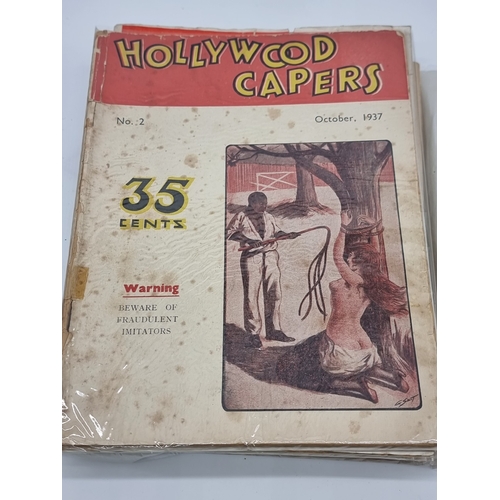 HOLLYWOOD
CAPERS
No. 2
October, 1937
35
CENTS
Warning
BEWARE OF
FRAUDULENT
IMITATORS